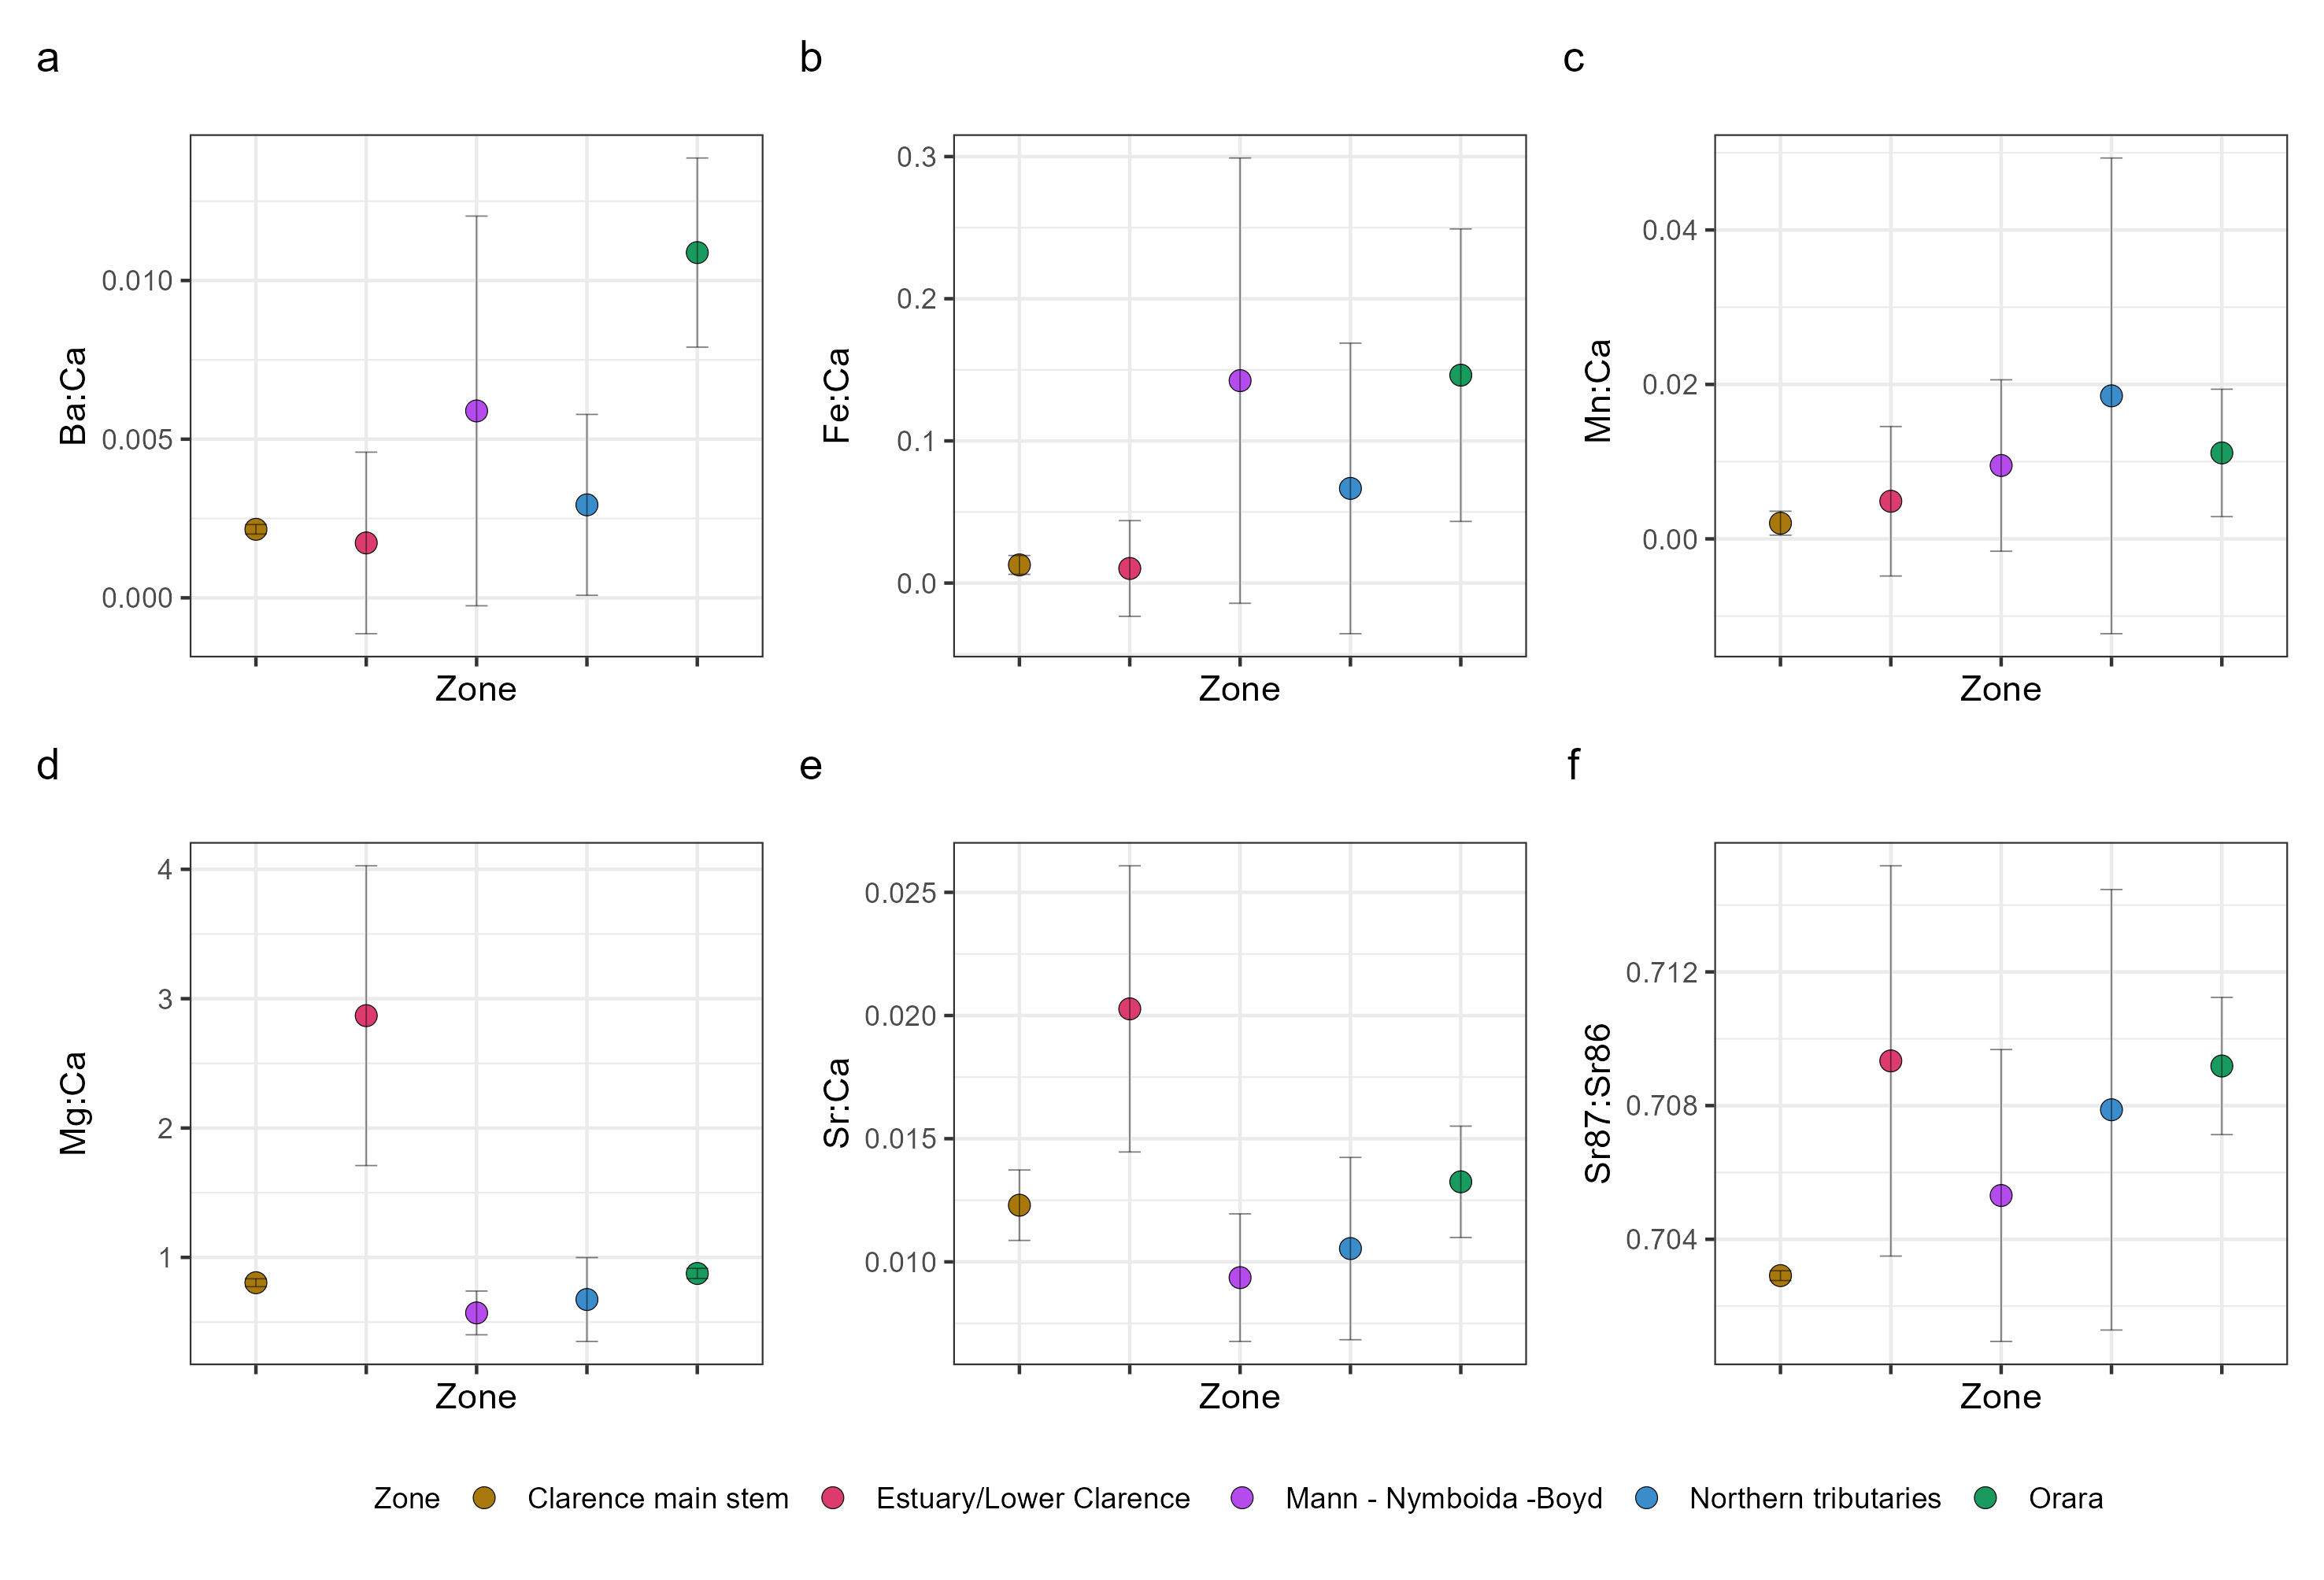 a
b
c
Ba:Ca
0.010
0.005
0.000
Zone
Fe:Ca
0.3
0.2
0.1
0.0
Zone
Mn:Ca
0.04
0.02
0.00
Zone
d
e
f
Mg:Ca
4
3
2
1
Zone
Sr:Ca
0.025
0.020
0.015
0.010
Zone
Sr87:Sr86
0.712
0.708
0.704
Zone
Zone Clarence main stem Estuary/Lower Clarence Mann - Nymboida -Boyd Northern tributaries Orara